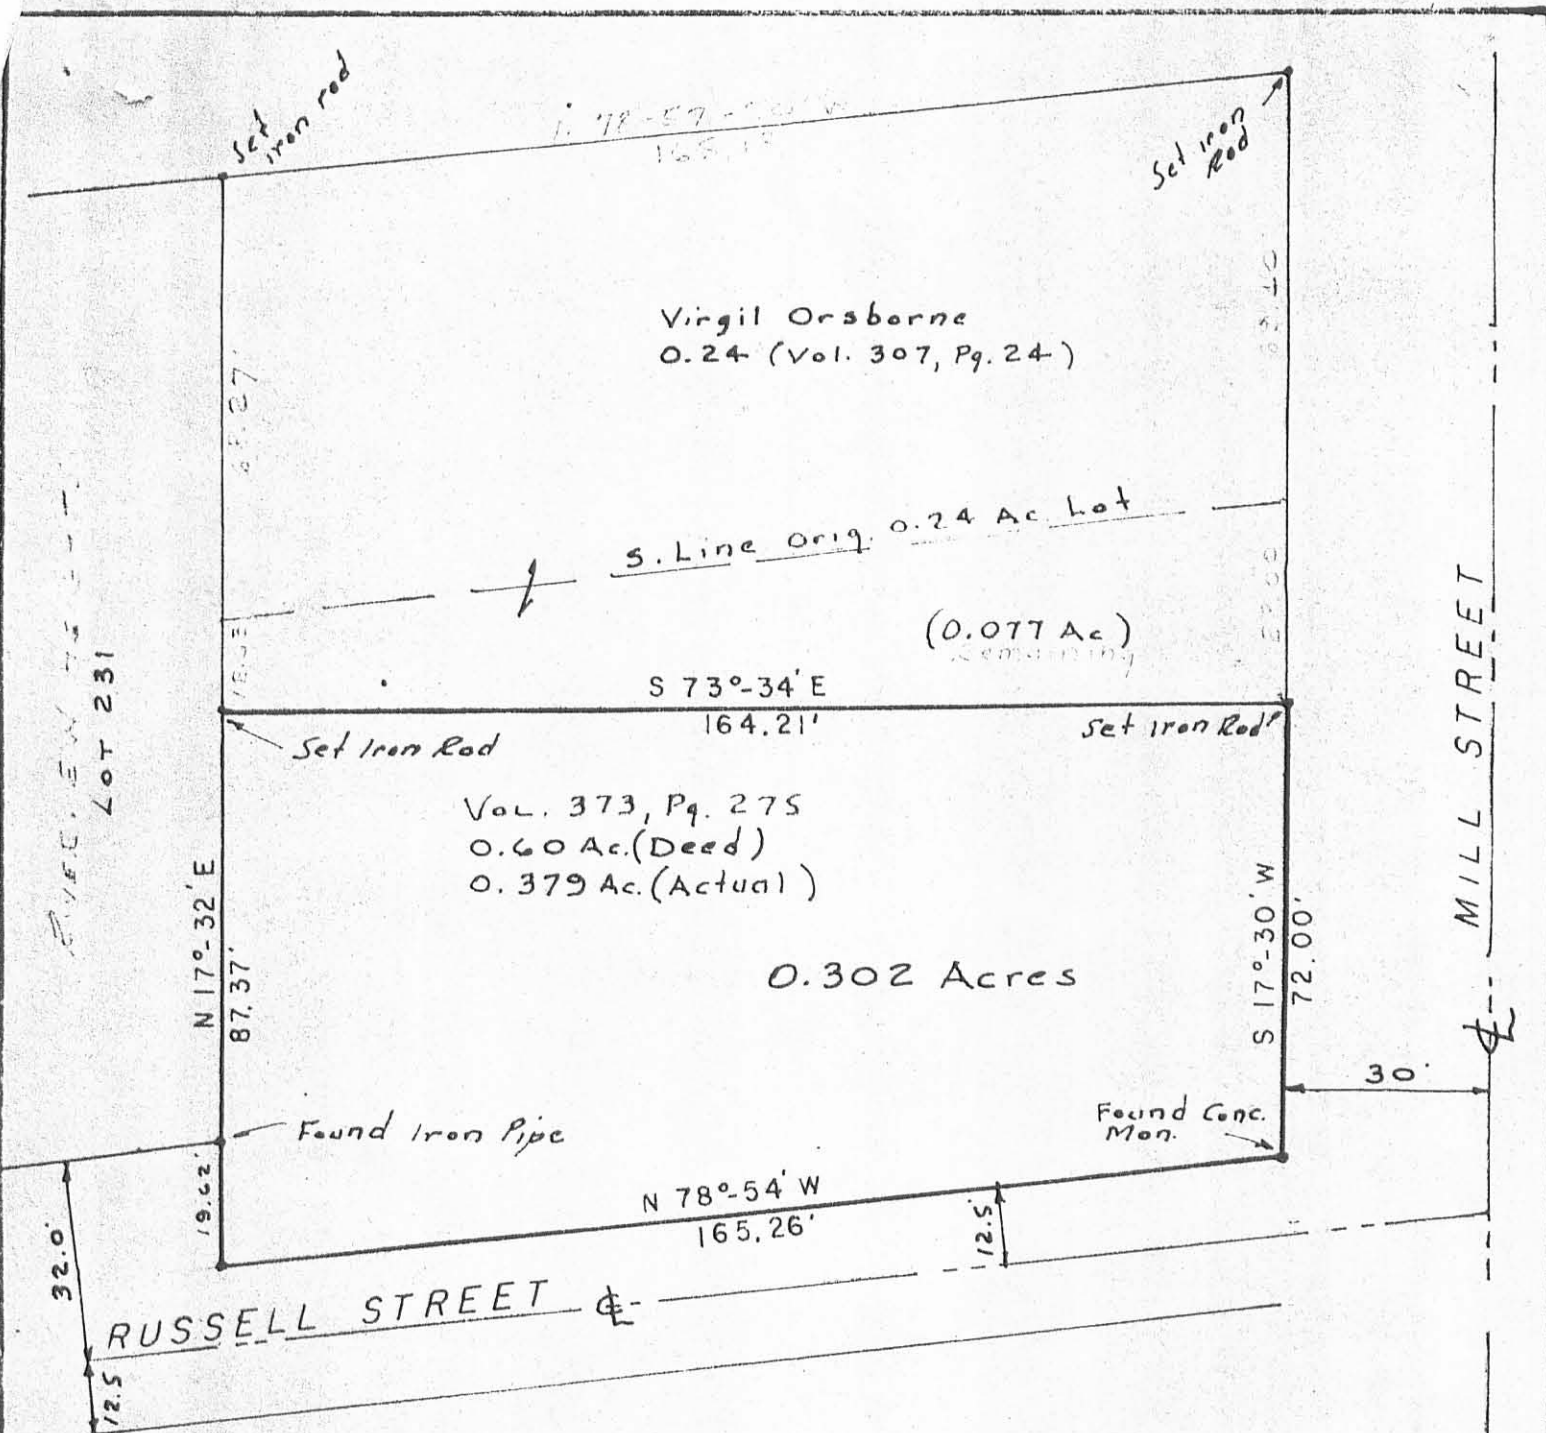 Set
iron rod
Set iron
Rod
Virgil Orsborne
0.24 (Vol. 307, Pg. 24)
S. Line Orig. 0.24 Ac Lot
(0.077 Ac)
Remaining
S 73°-34' E
164.21'
Set Iron Rod
Set Iron Rod
LOT 231
VOL. 373, Pg. 275
0.60 Ac. (Deed)
0.379 Ac. (Actual)
0.302 Acres
N 17°-32' E
87.37'
S 17°-30' W
72.00'
MILL STREET
30'
Found Iron Pipe
Found Conc.
Mon.
19.62'
N 78°-54' W
165.26'
12.5'
32.0'
RUSSELL STREET
12.5